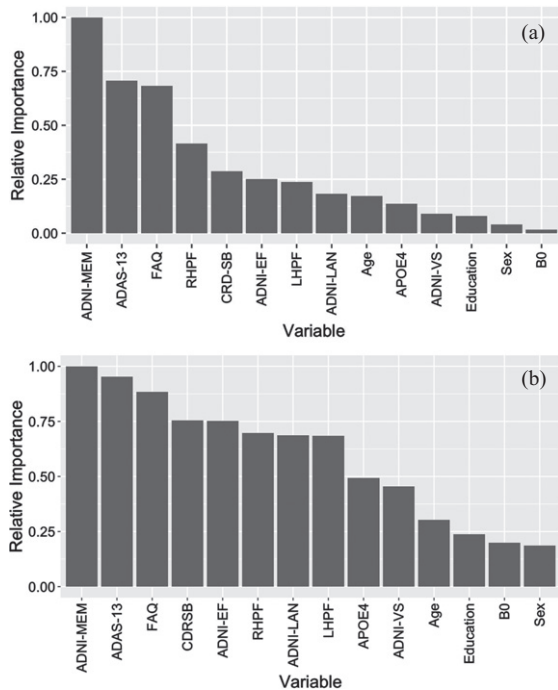 (a)
1.00
0.75
0.50
0.25
0.00
Relative Importance
ADNI-MEM
ADAS-13
FAQ
RHPF
CRD-SB
ADNI-EF
LHPF
ADNI-LAN
Age
APOE4
ADNI-VS
Education
Sex
B0
Variable
(b)
1.00
0.75
0.50
0.25
0.00
Relative Importance
ADNI-MEM
ADAS-13
FAQ
CDRSB
ADNI-EF
RHPF
ADNI-LAN
LHPF
APOE4
ADNI-VS
Age
Education
B0
Sex
Variable